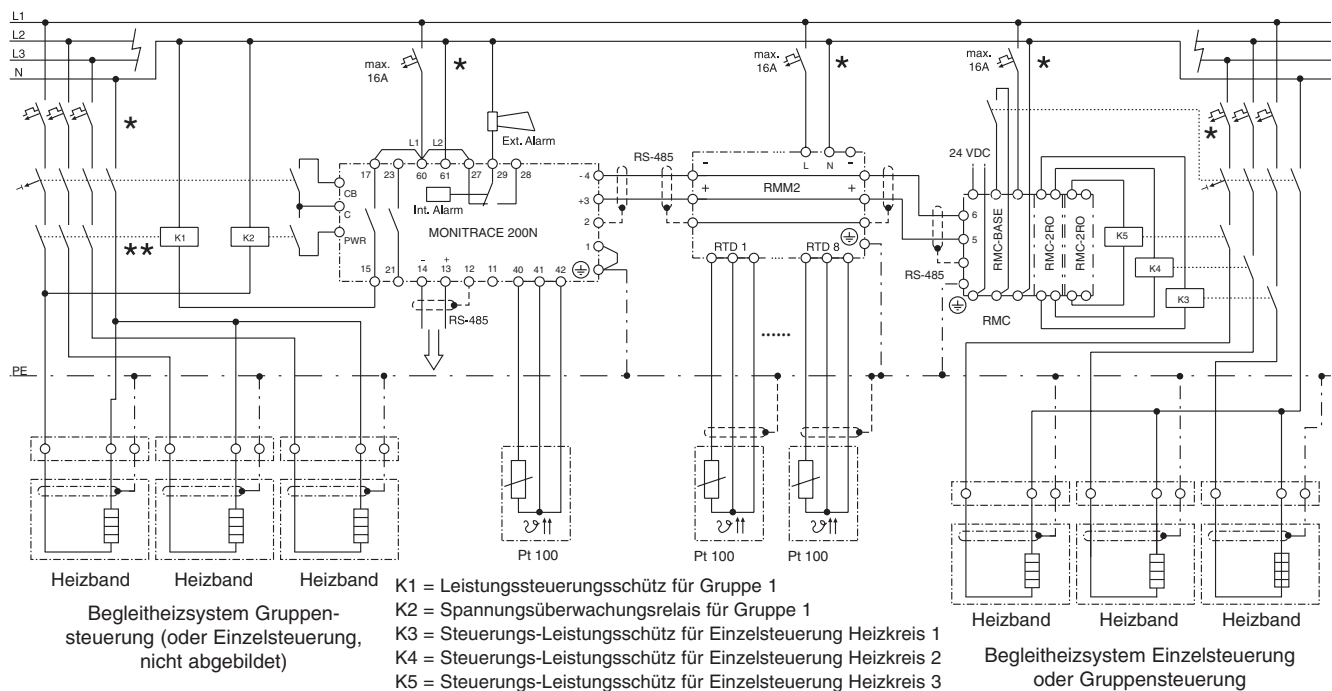 L1
L2
L3
N
max.
16A
*
max.
16A
*
max.
16A
*
*
*
**
Ext. Alarm
L1 L2
17 23 60 61 27 29 28
CB
C
PWR
Int. Alarm
MONITRACE 200N
K1
K2
- 4
+3
2
1
15 21 14 13 12 11 40 41 42
- +
RS-485
RS-485
- L N -
+ RMM2 +
RTD 1 RTD 8
RS-485
24 VDC
6
5
RMC-BASE
RMC-2RO
RMC-2RO
RMC
K5
K4
K3
PE
ϑ
Pt 100
ϑ ϑ
Pt 100 Pt 100
Heizband Heizband Heizband
Begleitheizsystem Gruppen-
steuerung (oder Einzelsteuerung,
nicht abgebildet)
K1 = Leistungssteuerungsschütz für Gruppe 1
K2 = Spannungsüberwachungsrelais für Gruppe 1
K3 = Steuerungs-Leistungsschütz für Einzelsteuerung Heizkreis 1
K4 = Steuerungs-Leistungsschütz für Einzelsteuerung Heizkreis 2
K5 = Steuerungs-Leistungsschütz für Einzelsteuerung Heizkreis 3
Heizband Heizband Heizband
Begleitheizsystem Einzelsteuerung
oder Gruppensteuerung